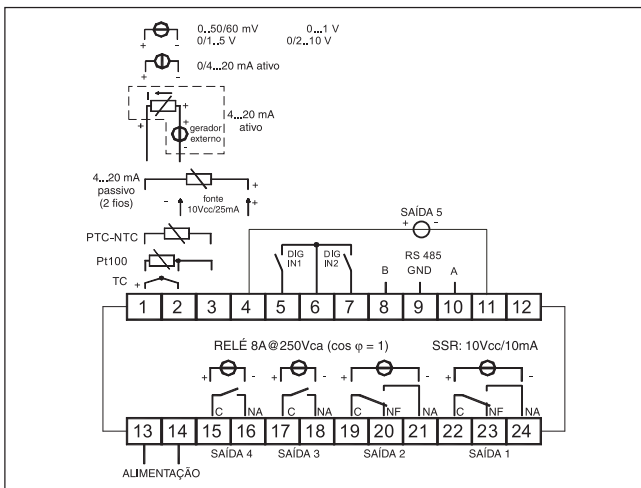 0..50/60 mV 0...1 V
+ - 0/1..5 V 0/2..10 V
+ - 0/4...20 mA ativo
+
+ + 4...20 mA
gerador ativo
externo
-
4...20 mA
passivo
(2 fios)
+
- fonte +
10Vcc/25mA
PTC-NTC
Pt100
TC +
SAÍDA 5
+ -
DIG IN1 DIG IN2
RS 485
B GND A
1 2 3 4 5 6 7 8 9 10 11 12
RELÉ 8A@250Vca (cos φ = 1) SSR: 10Vcc/10mA
+ - + - + - + -
C NA C NA C NF NA C NF NA
13 14 15 16 17 18 19 20 21 22 23 24
SAÍDA 4 SAÍDA 3 SAÍDA 2 SAÍDA 1
ALIMENTAÇÃO